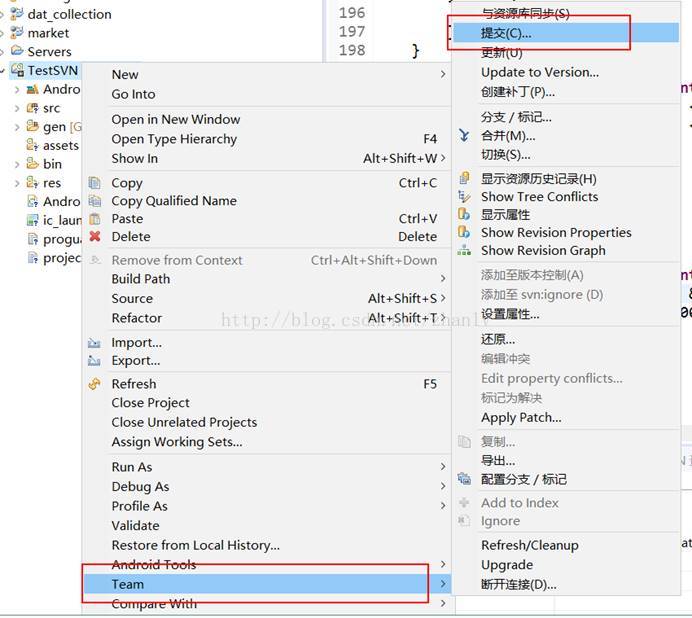 dat_collection
market
Servers
TestSVN
Andro
src
gen [G
assets
bin
res
Andro
ic_laun
progua
project
196
197
198
}
New
Go Into
Open in New Window
Open Type Hierarchy F4
Show In Alt+Shift+W
Copy Ctrl+C
Copy Qualified Name
Paste Ctrl+V
Delete Delete
Remove from Context Ctrl+Alt+Shift+Down
Build Path
Source Alt+Shift+S
Refactor Alt+Shift+T
Import...
Export...
Refresh F5
Close Project
Close Unrelated Projects
Assign Working Sets...
Run As
Debug As
Profile As
Validate
Restore from Local History...
Android Tools
Team
Compare With
与资源库同步(S)
提交(C)...
更新(U)
Update to Version...
创建补丁(P)...
分支 / 标记...
合并(M)...
切换(S)...
显示资源历史记录(H)
Show Tree Conflicts
显示属性
Show Revision Properties
Show Revision Graph
添加至版本控制(A)
添加至 svn:ignore (D)
设置属性...
还原...
编辑冲突
Edit property conflicts...
标记为解决
Apply Patch...
复制...
导出...
配置分支 / 标记
Add to Index
Ignore
Refresh/Cleanup
Upgrade
断开连接(D)...